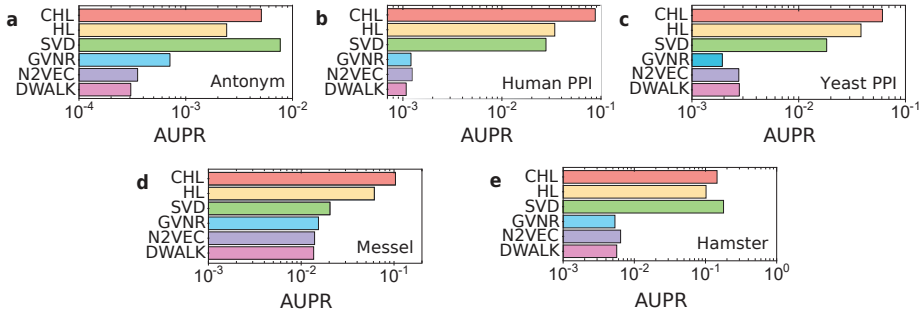 a
CHL
HL
SVD
GVNR
N2VEC
DWALK
Antonym
10⁻⁴ 10⁻³ 10⁻²
AUPR
b
CHL
HL
SVD
GVNR
N2VEC
DWALK
Human PPI
10⁻³ 10⁻² 10⁻¹
AUPR
c
CHL
HL
SVD
GVNR
N2VEC
DWALK
Yeast PPI
10⁻³ 10⁻² 10⁻¹
AUPR
d
CHL
HL
SVD
GVNR
N2VEC
DWALK
Messel
10⁻³ 10⁻² 10⁻¹
AUPR
e
CHL
HL
SVD
GVNR
N2VEC
DWALK
Hamster
10⁻³ 10⁻² 10⁻¹ 10⁰
AUPR